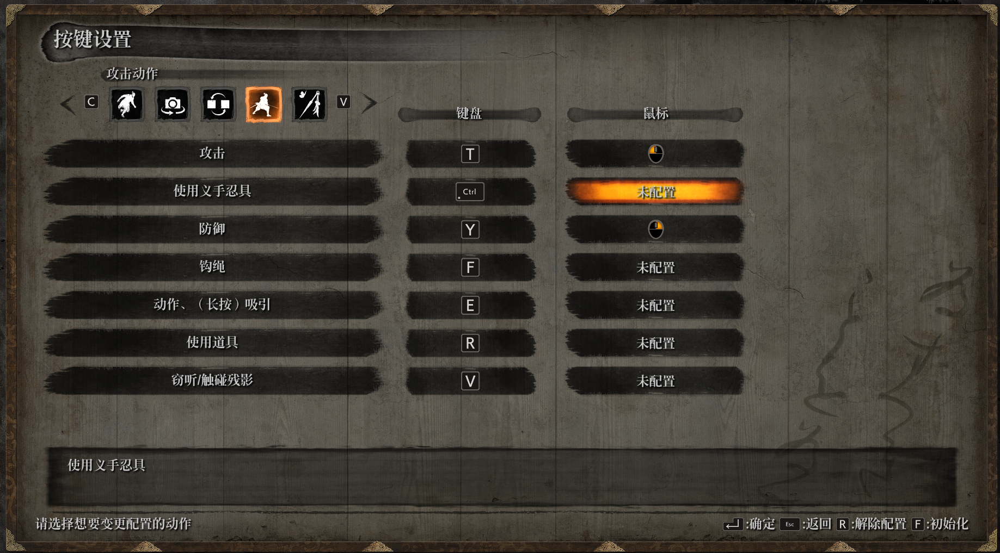 按键设置
攻击动作
C V
键盘 鼠标
攻击 T
使用义手忍具 Ctrl 未配置
防御 Y
钩绳 F 未配置
动作、（长按）吸引 E 未配置
使用道具 R 未配置
窃听/触碰残影 V 未配置
使用义手忍具
请选择想要变更配置的动作 :确定 Esc :返回 R :解除配置 F :初始化